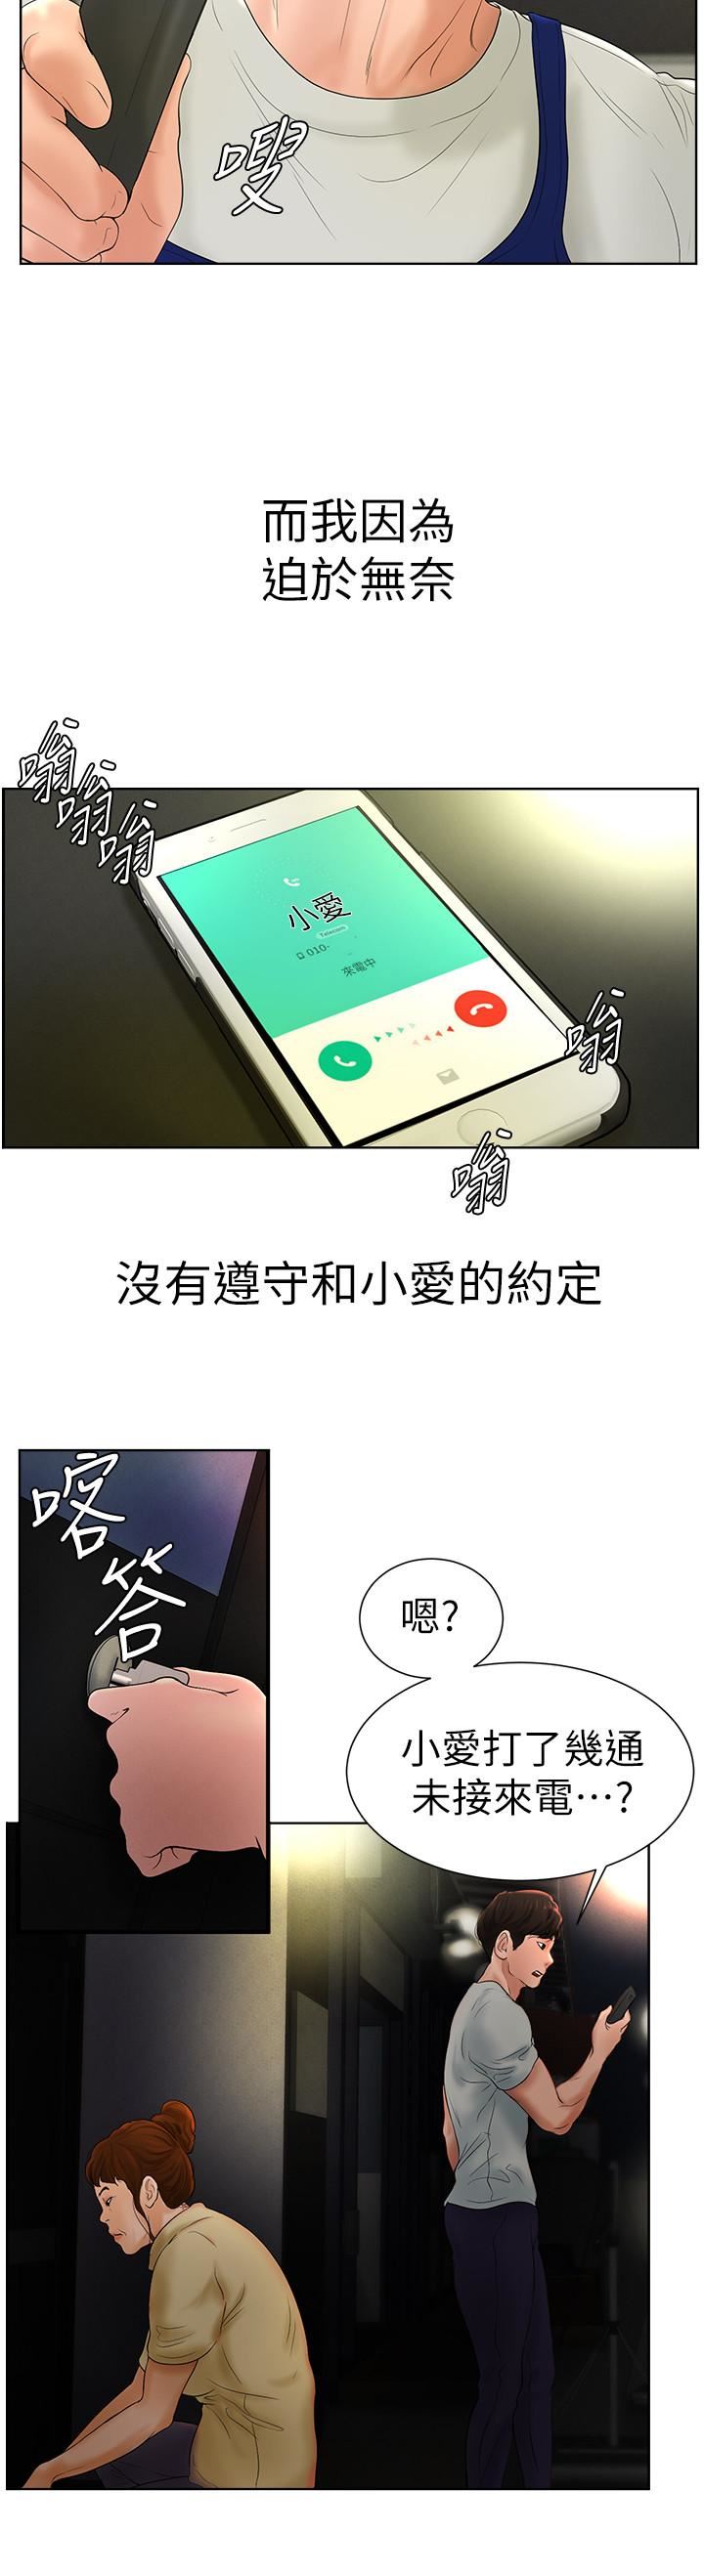 嗖
而我因為
迫於無奈
嗡
嗡
嗡
小愛
Telecom
010-
來電中
嗡
嗡
沒有遵守和小愛的約定
喀
答
嗯?
小愛打了幾通
未接來電…?